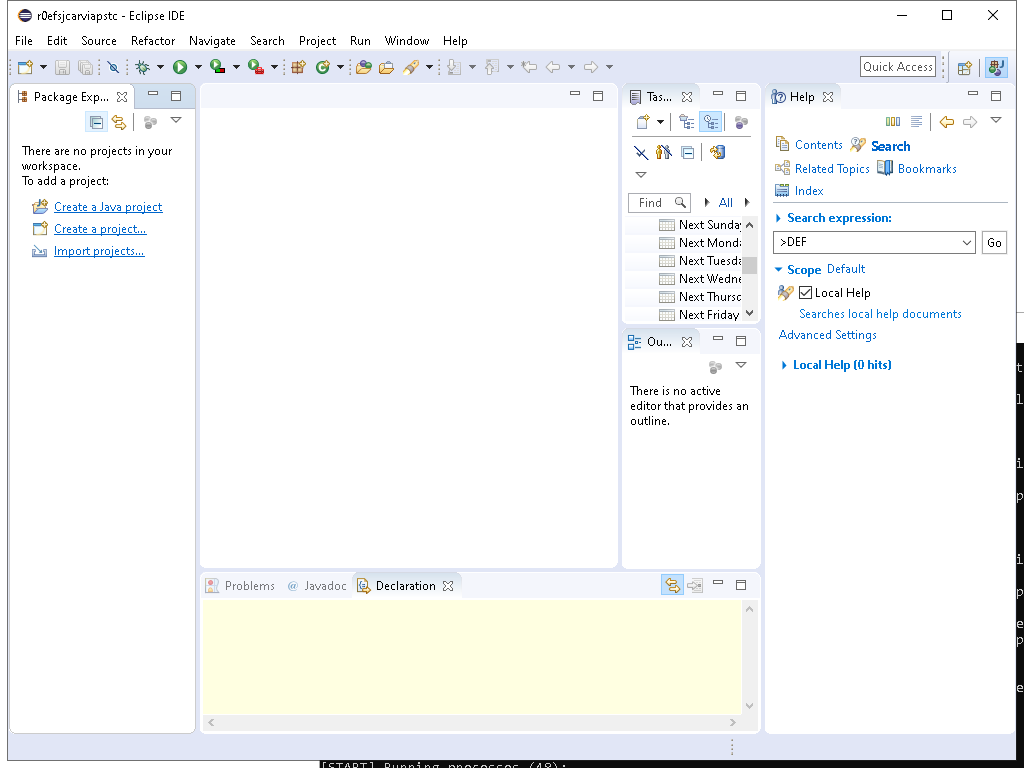 r0efsjcarviapstc - Eclipse IDE
File Edit Source Refactor Navigate Search Project Run Window Help
Quick Access
Package Exp...
There are no projects in your
workspace.
To add a project:
Create a Java project
Create a project...
Import projects...
Tas...
Find
All
Next Sunday
Next Monda
Next Tuesda
Next Wedne
Next Thursd
Next Friday
Ou...
There is no active
editor that provides an
outline.
Help
Contents Search
Related Topics Bookmarks
Index
Search expression:
>DEF
Go
Scope Default
Local Help
Searches local help documents
Advanced Settings
Local Help (0 hits)
Problems @ Javadoc Declaration
[START] Running processes (48):